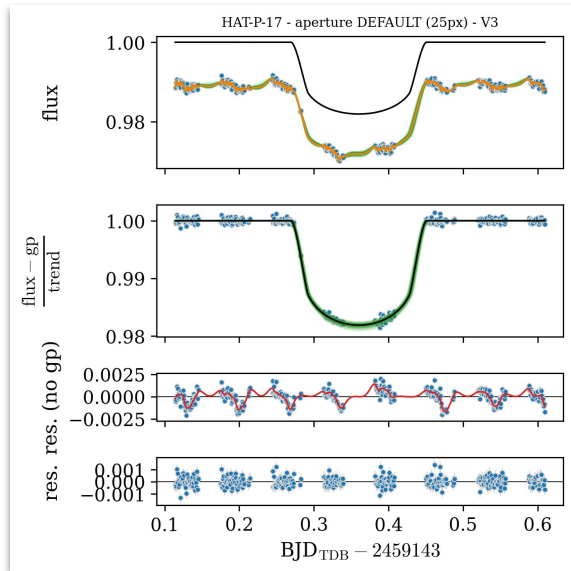 HAT-P-17 - aperture DEFAULT (25px) - V3
flux
1.00
0.98
flux − gp
trend
1.00
0.99
0.98
res. (no gp)
0.0025
0.0000
−0.0025
res.
0.001
0.000
−0.001
0.1 0.2 0.3 0.4 0.5 0.6
BJD_TDB − 2459143